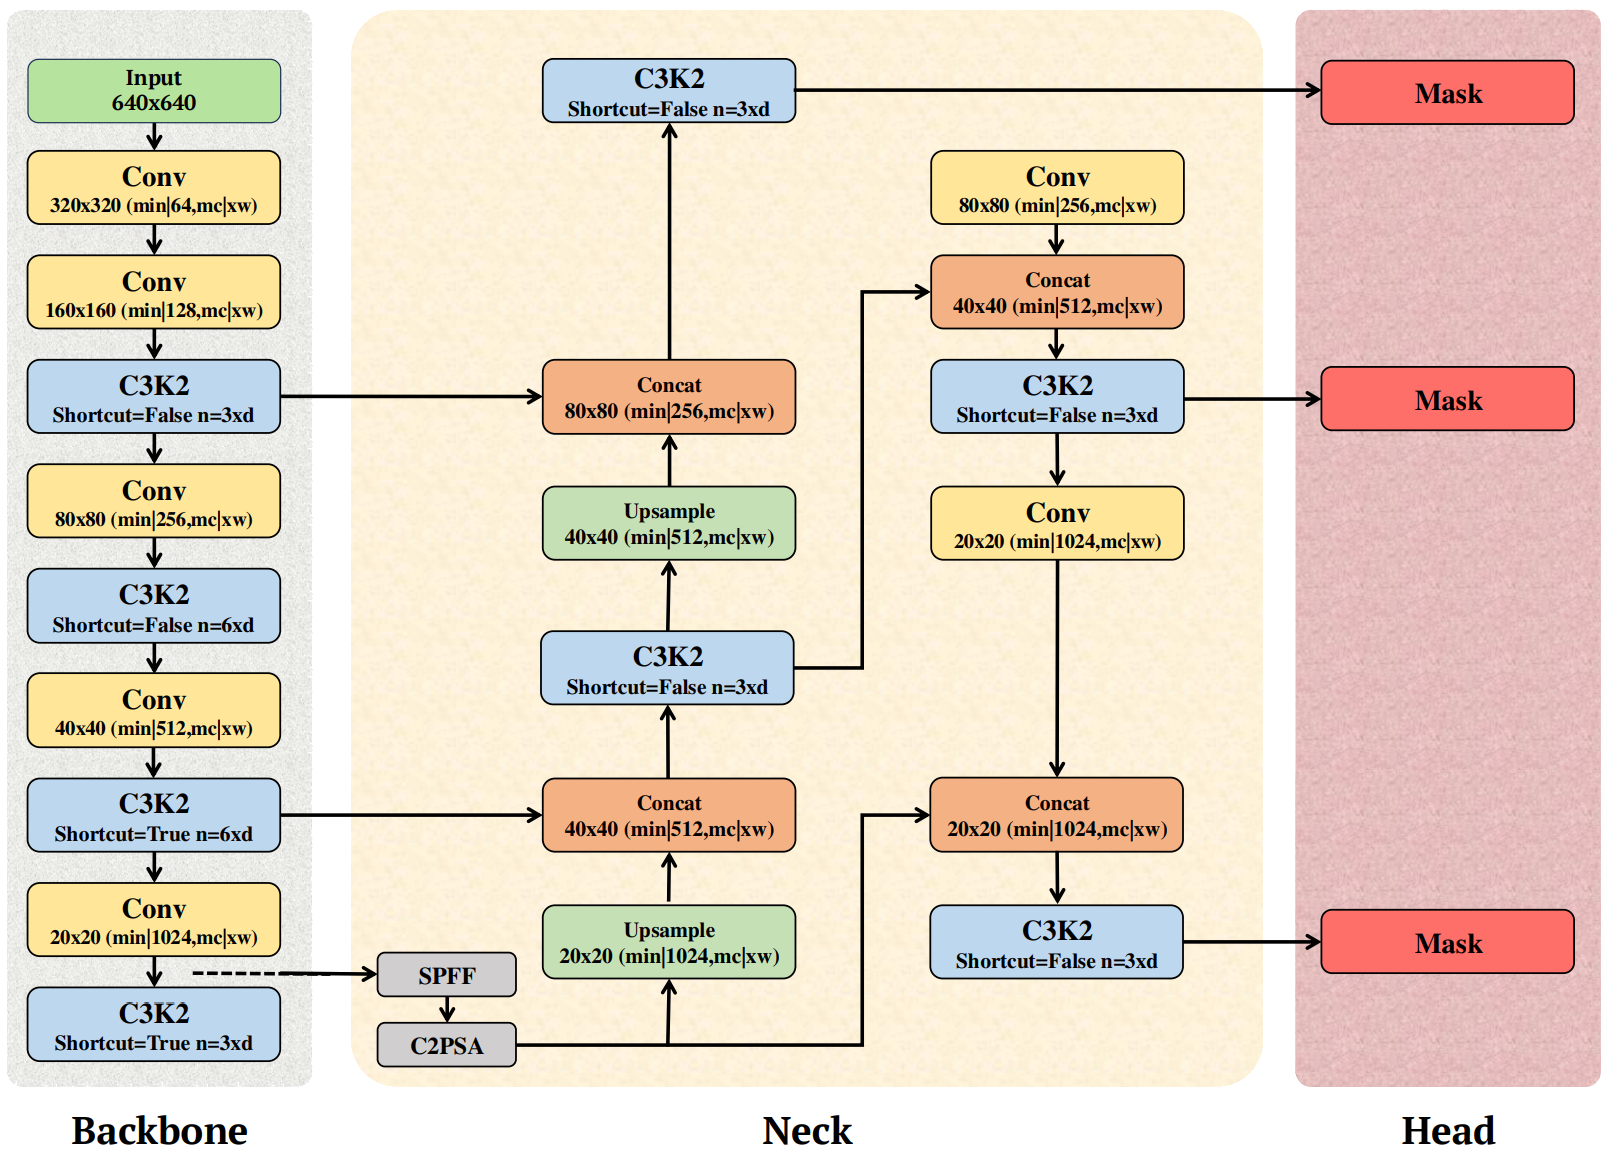 Input
640x640
Conv
320x320 (min|64,mc|xw)
Conv
160x160 (min|128,mc|xw)
C3K2
Shortcut=False n=3xd
Conv
80x80 (min|256,mc|xw)
C3K2
Shortcut=False n=6xd
Conv
40x40 (min|512,mc|xw)
C3K2
Shortcut=True n=6xd
Conv
20x20 (min|1024,mc|xw)
C3K2
Shortcut=True n=3xd
Backbone
SPFF
C2PSA
C3K2
Shortcut=False n=3xd
Concat
80x80 (min|256,mc|xw)
Upsample
40x40 (min|512,mc|xw)
C3K2
Shortcut=False n=3xd
Concat
40x40 (min|512,mc|xw)
Upsample
20x20 (min|1024,mc|xw)
Conv
80x80 (min|256,mc|xw)
Concat
40x40 (min|512,mc|xw)
C3K2
Shortcut=False n=3xd
Conv
20x20 (min|1024,mc|xw)
Concat
20x20 (min|1024,mc|xw)
C3K2
Shortcut=False n=3xd
Neck
Mask
Mask
Mask
Head